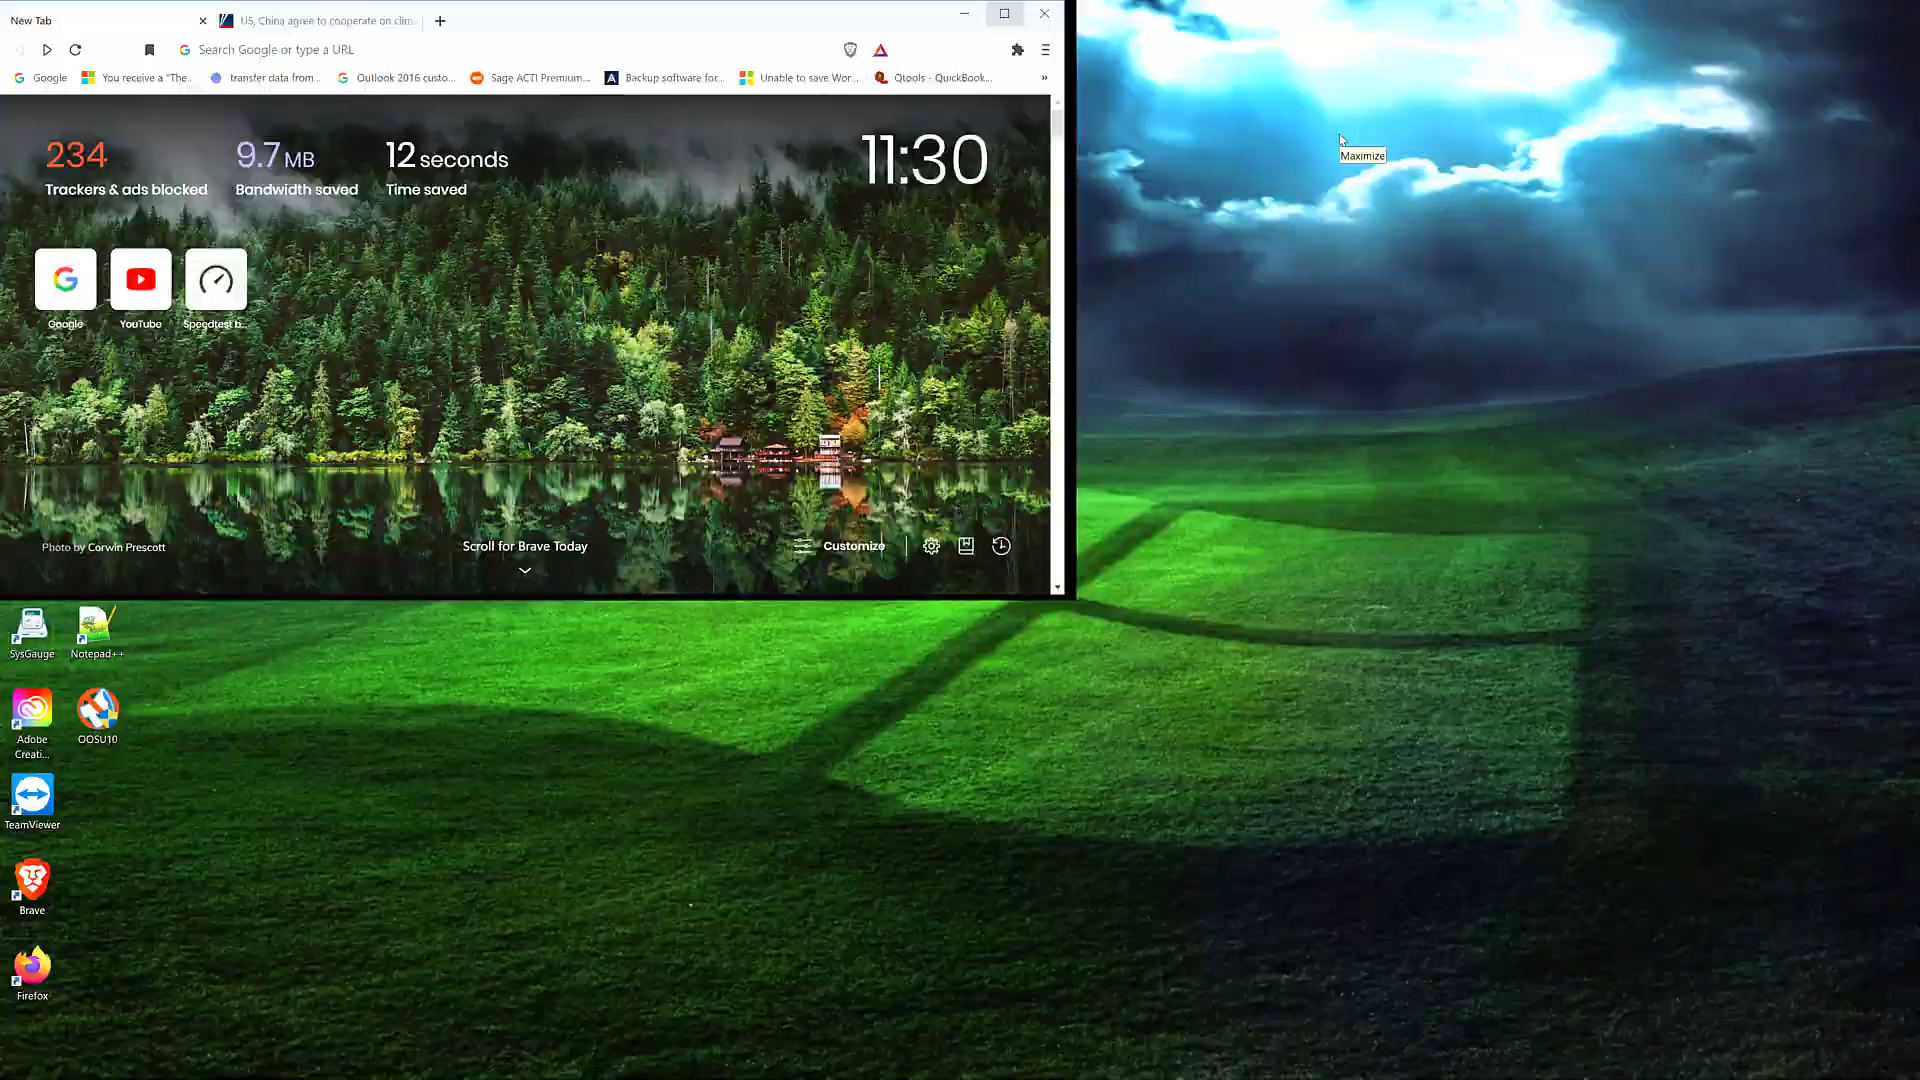 New Tab
US, China agree to cooperate on clim
Search Google or type a URL
Google
You receive a "The...
transfer data from...
Outlook 2016 custo...
Sage ACT! Premium...
Backup software for...
Unable to save Wor...
Qtools - QuickBook...
»
234
Trackers & ads blocked
9.7 MB
Bandwidth saved
12 seconds
Time saved
11:30
Maximize
Google
YouTube
Speedtest b...
Photo by Corwin Prescott
Scroll for Brave Today
Customize
SysGauge
Notepad++
Adobe
Creati...
OOSU10
TeamViewer
Brave
Firefox